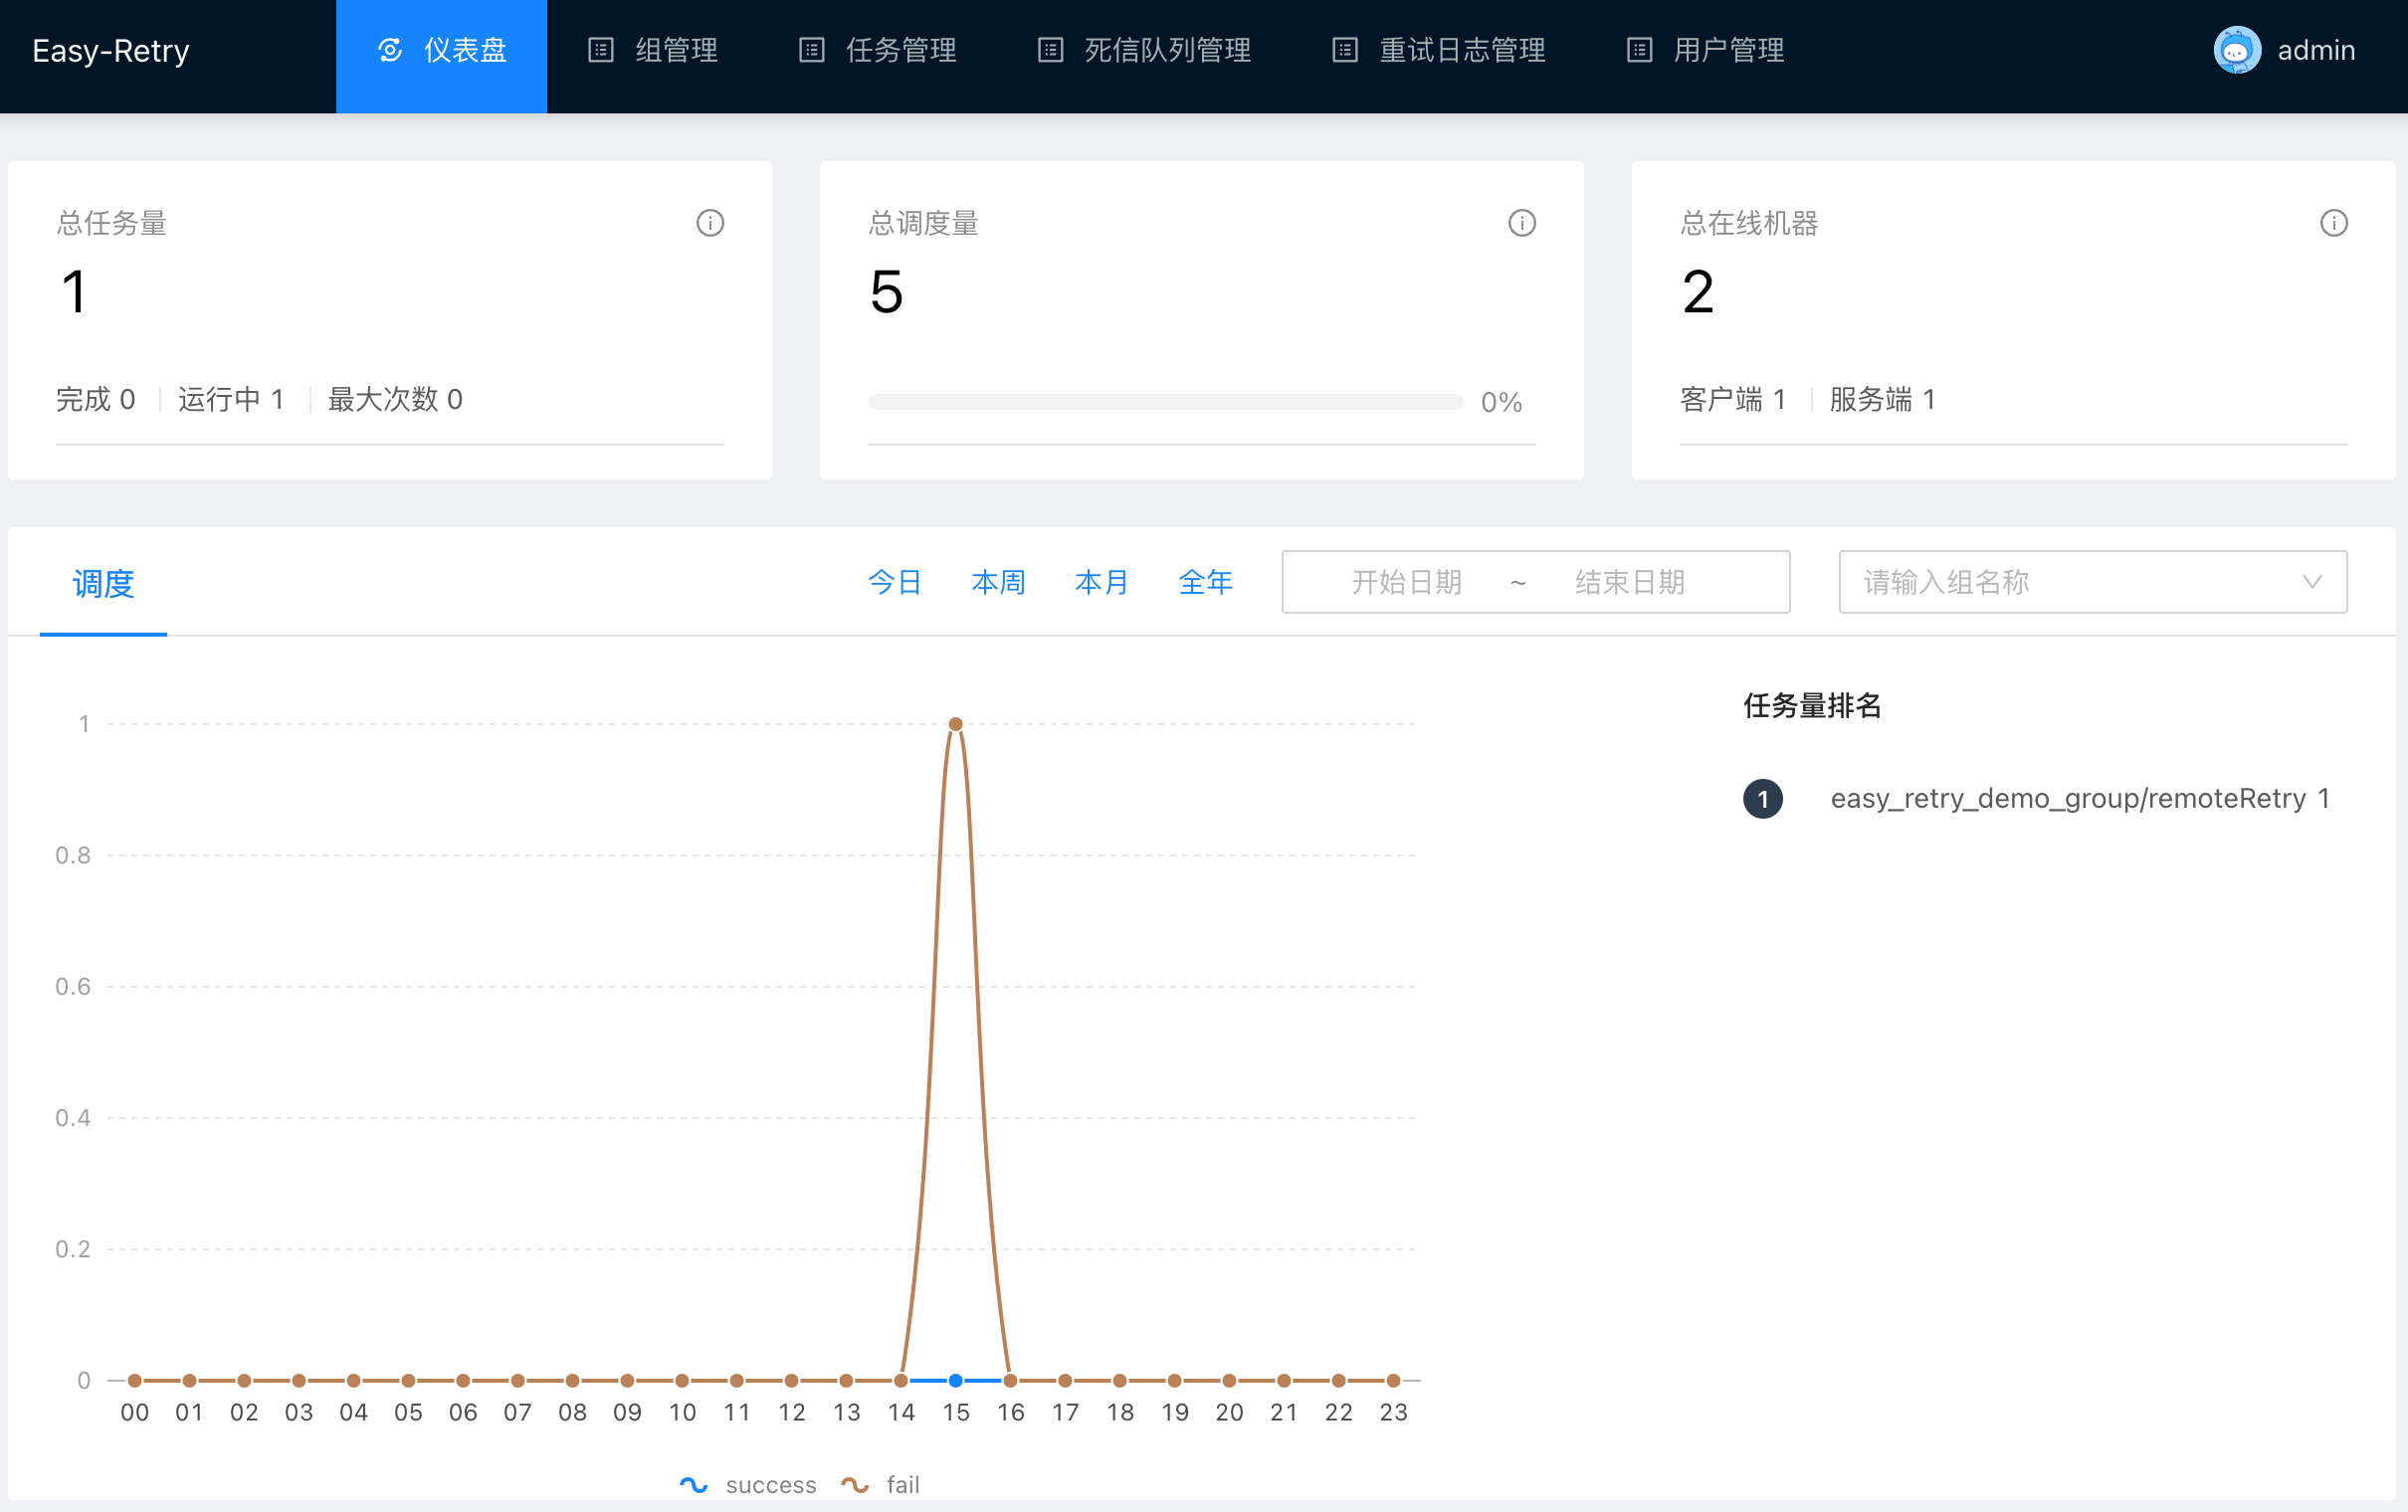 Easy-Retry 仪表盘 组管理 任务管理 死信队列管理 重试日志管理 用户管理 admin
总任务量
1
完成 0 运行中 1 最大次数 0
总调度量
5
0%
总在线机器
2
客户端 1 服务端 1
调度 今日 本周 本月 全年 开始日期 ~ 结束日期 请输入组名称
1
0.8
0.6
0.4
0.2
0
00 01 02 03 04 05 06 07 08 09 10 11 12 13 14 15 16 17 18 19 20 21 22 23
success fail
任务量排名
1 easy_retry_demo_group/remoteRetry 1